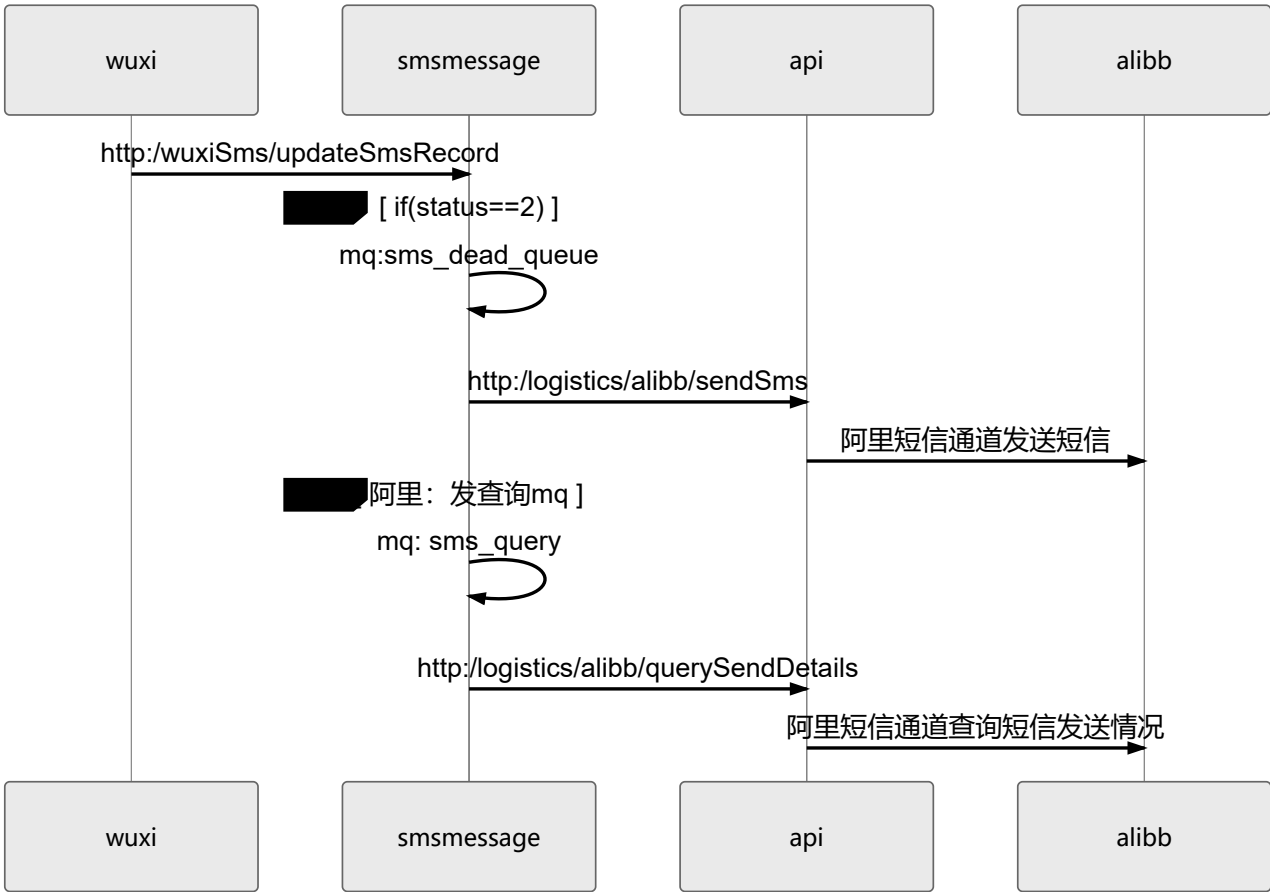 wuxi
smsmessage
api
alibb
http:/wuxiSms/updateSmsRecord
[ if(status==2) ]
mq:sms_dead_queue
http:/logistics/alibb/sendSms
阿里短信通道发送短信
阿里：发查询mq ]
mq: sms_query
http:/logistics/alibb/querySendDetails
阿里短信通道查询短信发送情况
wuxi
smsmessage
api
alibb